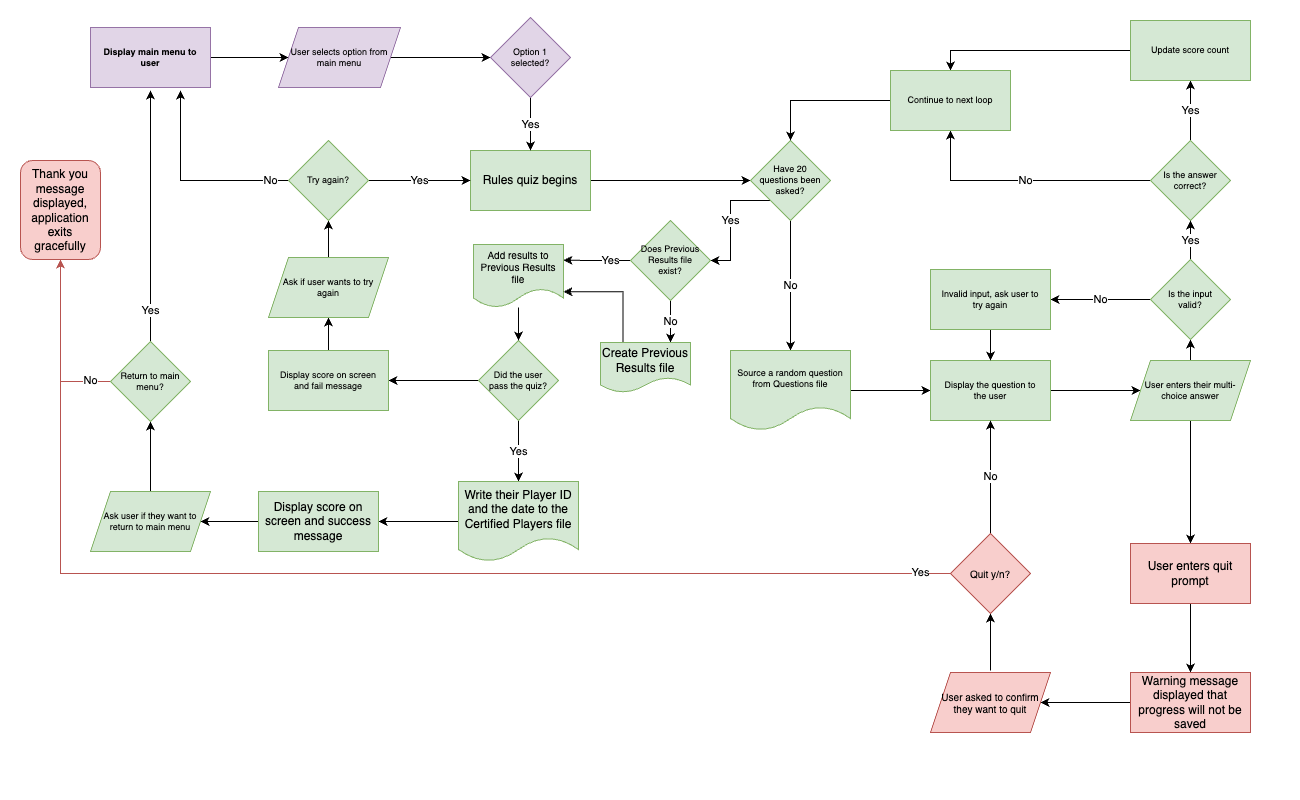 Display main menu to
user
User selects option from
main menu
Option 1
selected?
Update score count
Continue to next loop
Yes
Yes
Thank you
message
displayed,
application
exits
gracefully
No
Try again?
Yes
Rules quiz begins
Have 20
questions been
asked?
No
Is the answer
correct?
Yes
Yes
Add results to
Previous Results
file
Yes
Does Previous
Results file
exist?
Ask if user wants to try
again
No
Invalid input, ask user to
try again
No
Is the input
valid?
Yes
No
Create Previous
Results file
No
Return to main
menu?
Display score on screen
and fail message
Did the user
pass the quiz?
Source a random question
from Questions file
Display the question to
the user
User enters their multi-
choice answer
Yes
No
Ask user if they want to
return to main menu
Display score on
screen and success
message
Write their Player ID
and the date to the
Certified Players file
Yes
Quit y/n?
User enters quit
prompt
User asked to confirm
they want to quit
Warning message
displayed that
progress will not be
saved